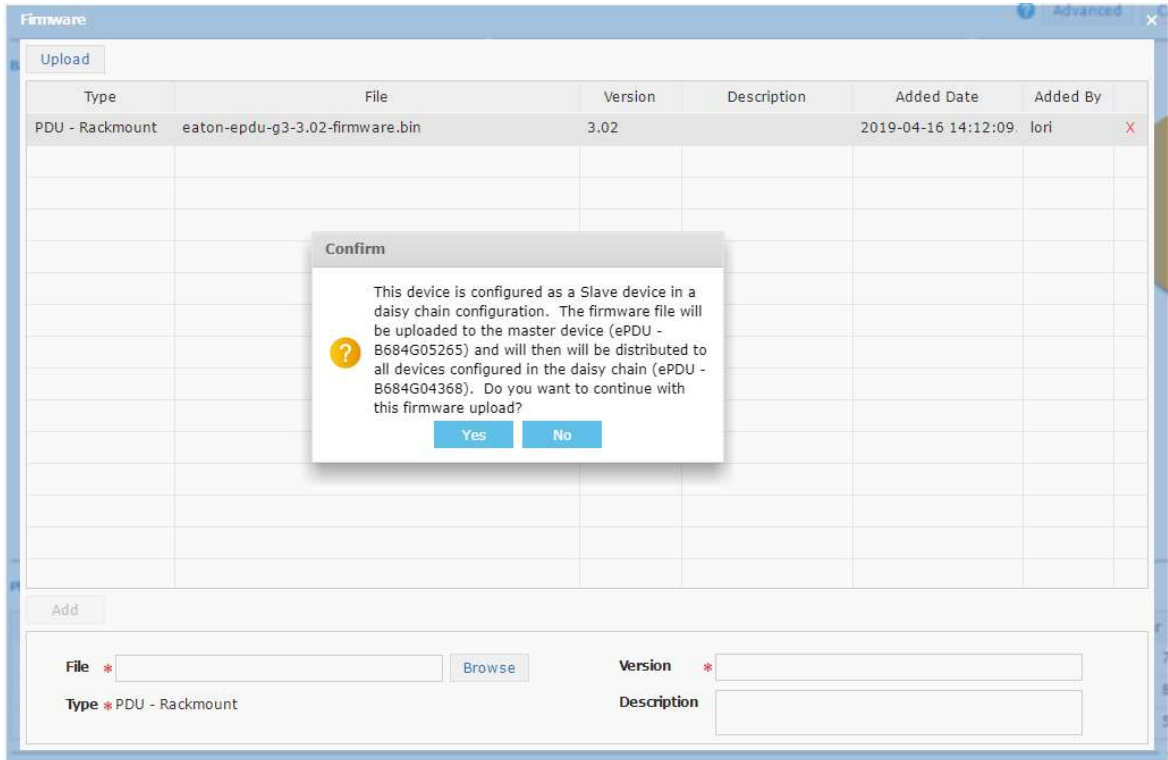 Firmware
Advanced
Upload
Type File Version Description Added Date Added By
PDU - Rackmount eaton-epdu-g3-3.02-firmware.bin 3.02 2019-04-16 14:12:09. lori X
Confirm
This device is configured as a Slave device in a
daisy chain configuration. The firmware file will
be uploaded to the master device (ePDU -
B684G05265) and will then will be distributed to
all devices configured in the daisy chain (ePDU -
B684G04368). Do you want to continue with
this firmware upload?
Yes No
Add
File * Browse Version *
Type * PDU - Rackmount Description